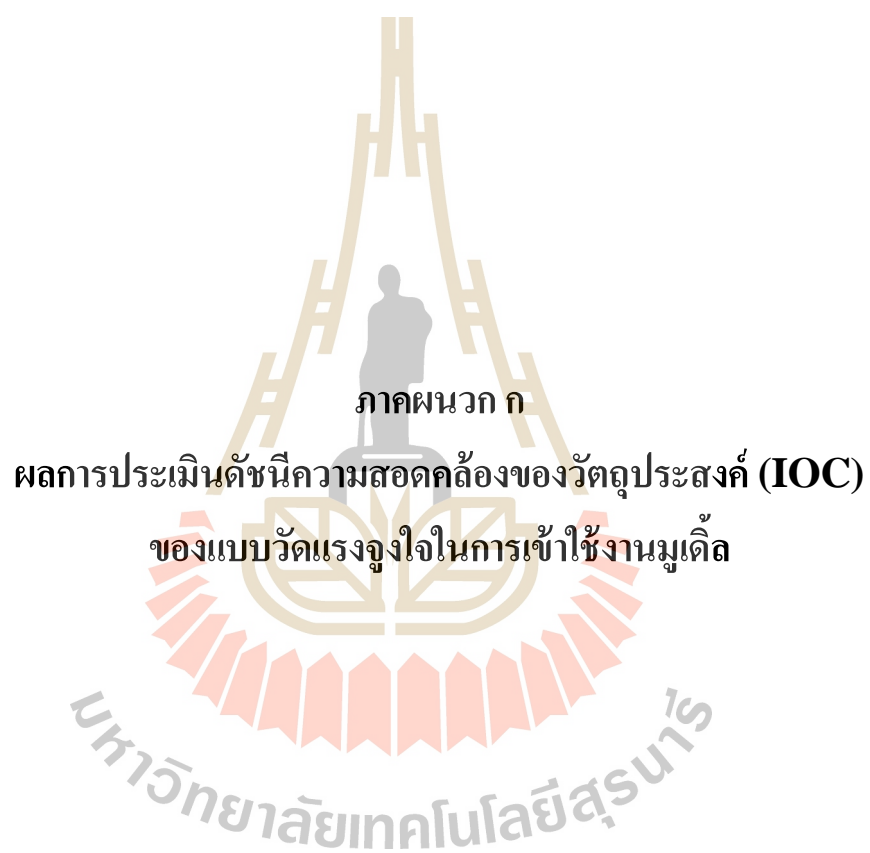 ภาคผนวก ก
ผลการประเมินดัชนีความสอดคล้องของวัตถุประสงค์ (IOC)
ของแบบวัดแรงจูงใจในการเข้าใช้งานมูเดิ้ล
มหาวิทยาลัยเทคโนโลยีสุรนารี